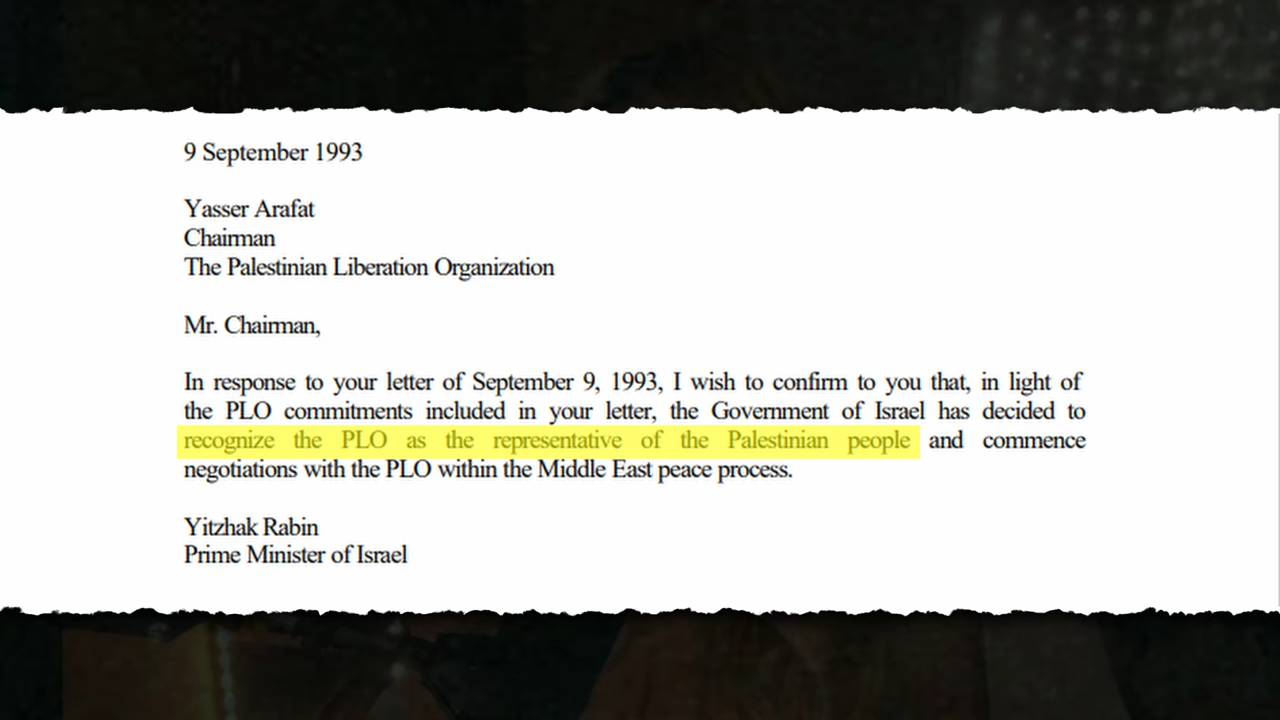 9 September 1993
Yasser Arafat
Chairman
The Palestinian Liberation Organization
Mr. Chairman,
In response to your letter of September 9, 1993, I wish to confirm to you that, in light of
the PLO commitments included in your letter, the Government of Israel has decided to
recognize the PLO as the representative of the Palestinian people and commence
negotiations with the PLO within the Middle East peace process.
Yitzhak Rabin
Prime Minister of Israel